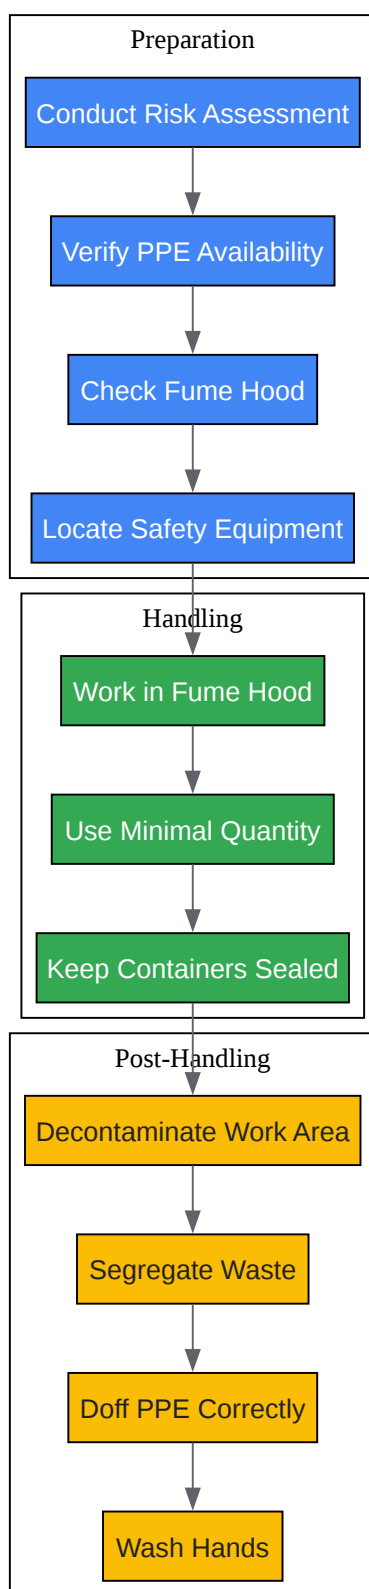 Preparation
Conduct Risk Assessment
Verify PPE Availability
Check Fume Hood
Locate Safety Equipment
Handling
Work in Fume Hood
Use Minimal Quantity
Keep Containers Sealed
Post-Handling
Decontaminate Work Area
Segregate Waste
Doff PPE Correctly
Wash Hands